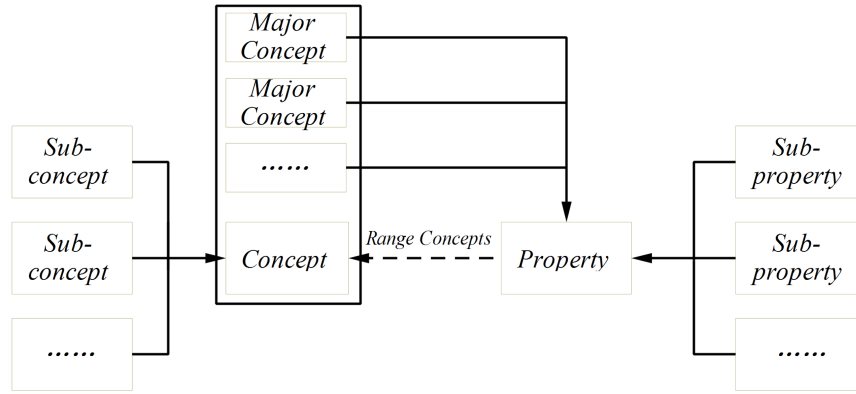 Major
Concept
Major
Concept
……
Sub-
concept
Sub-
concept
……
Concept
Range Concepts
Property
Sub-
property
Sub-
property
……